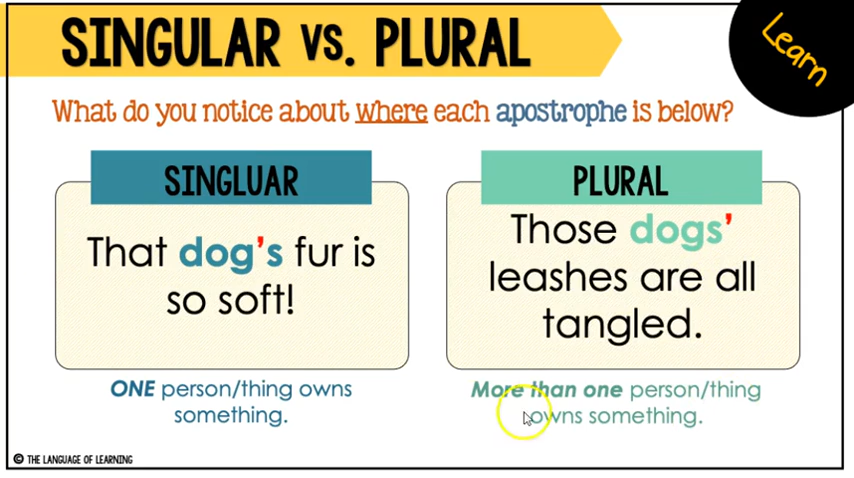 SINGULAR vs. PLURAL
Learn
What do you notice about where each apostrophe is below?
SINGLUAR
That dog's fur is
so soft!
ONE person/thing owns
something.
PLURAL
Those dogs'
leashes are all
tangled.
More than one person/thing
owns something.
© THE LANGUAGE OF LEARNING